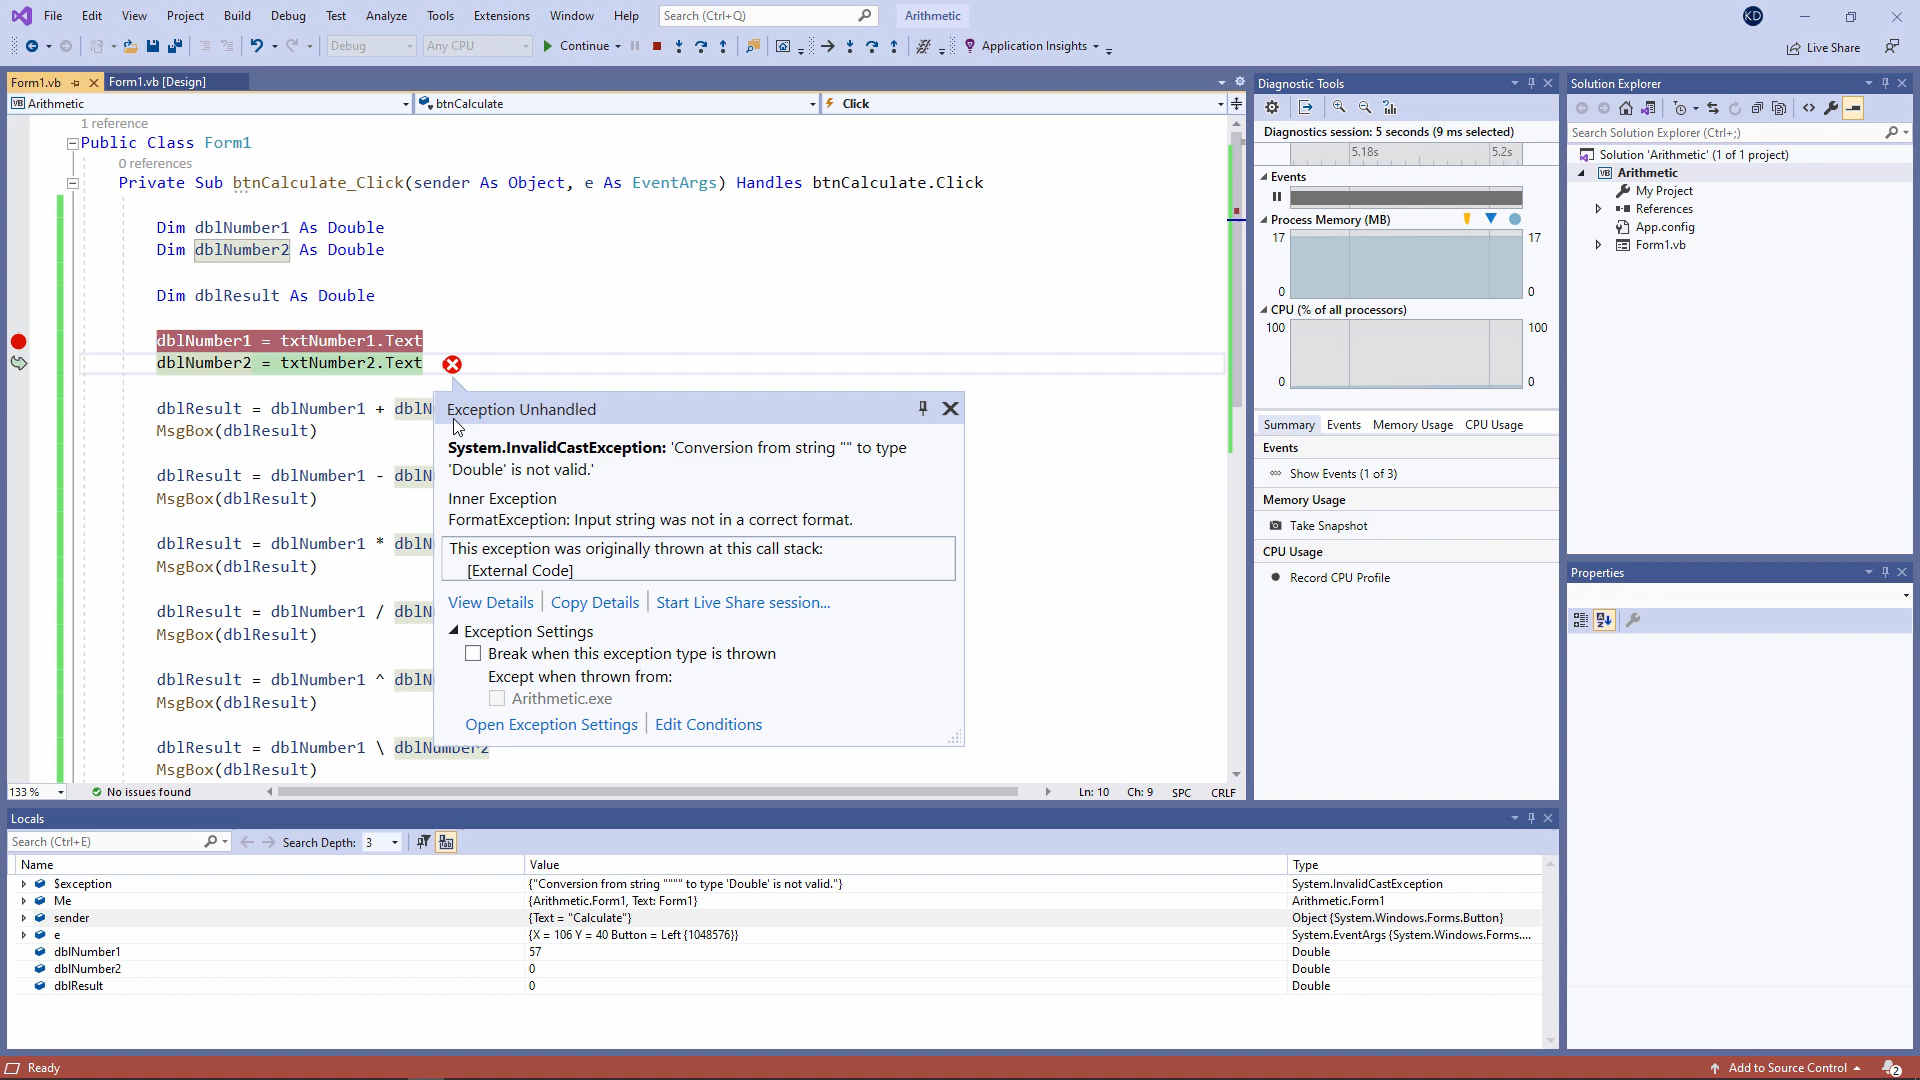 File Edit View Project Build Debug Test Analyze Tools Extensions Window Help Search (Ctrl+Q) Arithmetic KD
Debug Any CPU Continue Application Insights Live Share
Form1.vb Form1.vb [Design]
VB Arithmetic btnCalculate Click
1 reference
Public Class Form1
0 references
Private Sub btnCalculate_Click(sender As Object, e As EventArgs) Handles btnCalculate.Click
Dim dblNumber1 As Double
Dim dblNumber2 As Double
Dim dblResult As Double
dblNumber1 = txtNumber1.Text
dblNumber2 = txtNumber2.Text
dblResult = dblNumber1 + dblN
MsgBox(dblResult)
dblResult = dblNumber1 - dblN
MsgBox(dblResult)
dblResult = dblNumber1 * dblN
MsgBox(dblResult)
dblResult = dblNumber1 / dblN
MsgBox(dblResult)
dblResult = dblNumber1 ^ dblN
MsgBox(dblResult)
dblResult = dblNumber1 \ dblNumber2
MsgBox(dblResult)
Exception Unhandled
System.InvalidCastException: 'Conversion from string "" to type
'Double' is not valid.'
Inner Exception
FormatException: Input string was not in a correct format.
This exception was originally thrown at this call stack:
[External Code]
View Details Copy Details Start Live Share session...
Exception Settings
Break when this exception type is thrown
Except when thrown from:
Arithmetic.exe
Open Exception Settings Edit Conditions
133 % No issues found Ln: 10 Ch: 9 SPC CRLF
Diagnostic Tools
Diagnostics session: 5 seconds (9 ms selected)
5.18s 5.2s
Events
Process Memory (MB)
17 17
0 0
CPU (% of all processors)
100 100
0 0
Summary Events Memory Usage CPU Usage
Events
Show Events (1 of 3)
Memory Usage
Take Snapshot
CPU Usage
Record CPU Profile
Solution Explorer
Search Solution Explorer (Ctrl+;)
Solution 'Arithmetic' (1 of 1 project)
VB Arithmetic
My Project
References
App.config
Form1.vb
Properties
Locals
Search (Ctrl+E) Search Depth: 3
Name Value Type
$exception {"Conversion from string """" to type 'Double' is not valid."} System.InvalidCastException
Me {Arithmetic.Form1, Text: Form1} Arithmetic.Form1
sender {Text = "Calculate"} Object {System.Windows.Forms.Button}
e {X = 106 Y = 40 Button = Left {1048576}} System.EventArgs {System.Windows.Forms....
dblNumber1 57 Double
dblNumber2 0 Double
dblResult 0 Double
Ready Add to Source Control 2